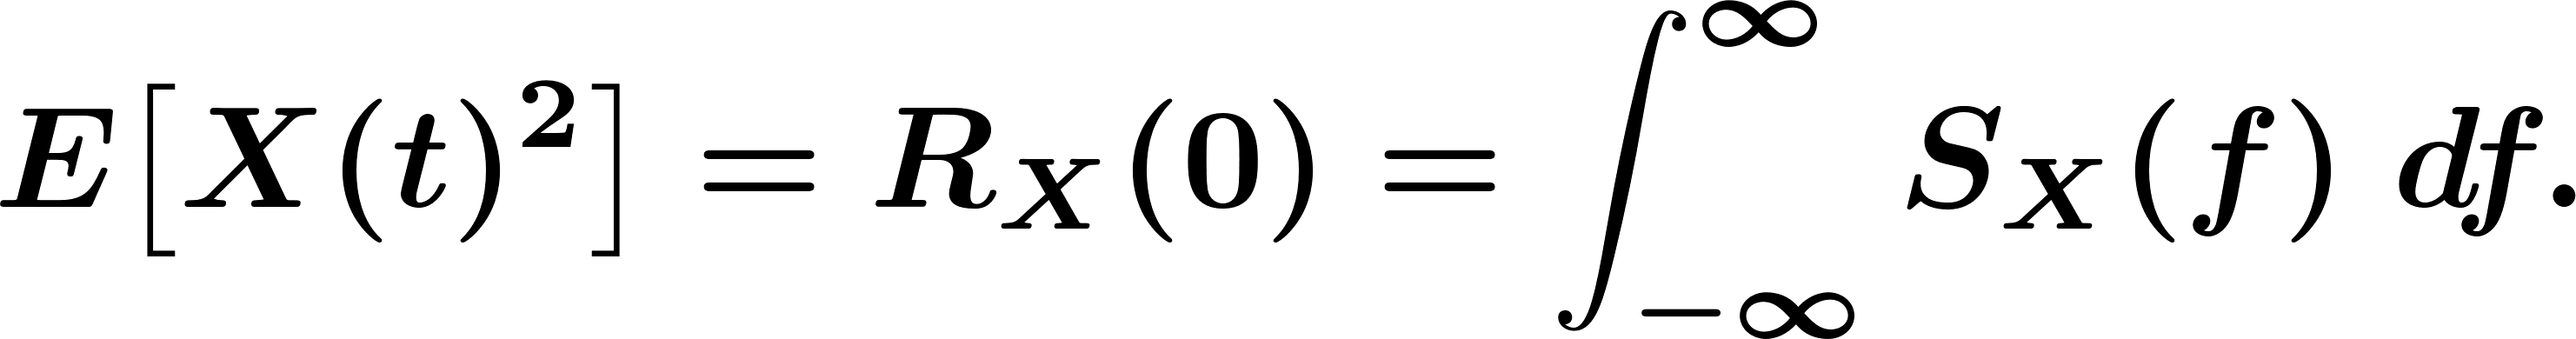 E[X(t)²] = R_X(0) = ∫_{-∞}^{∞} S_X(f) df.